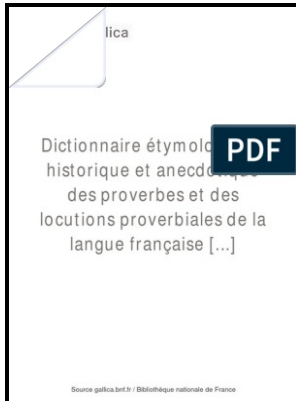 lica
Dictionnaire
PDF
historique et
des proverbes et des
locutions proverbiales de la
langue française [...]
Source gallica.bnf.fr / Bibliothèque nationale de France